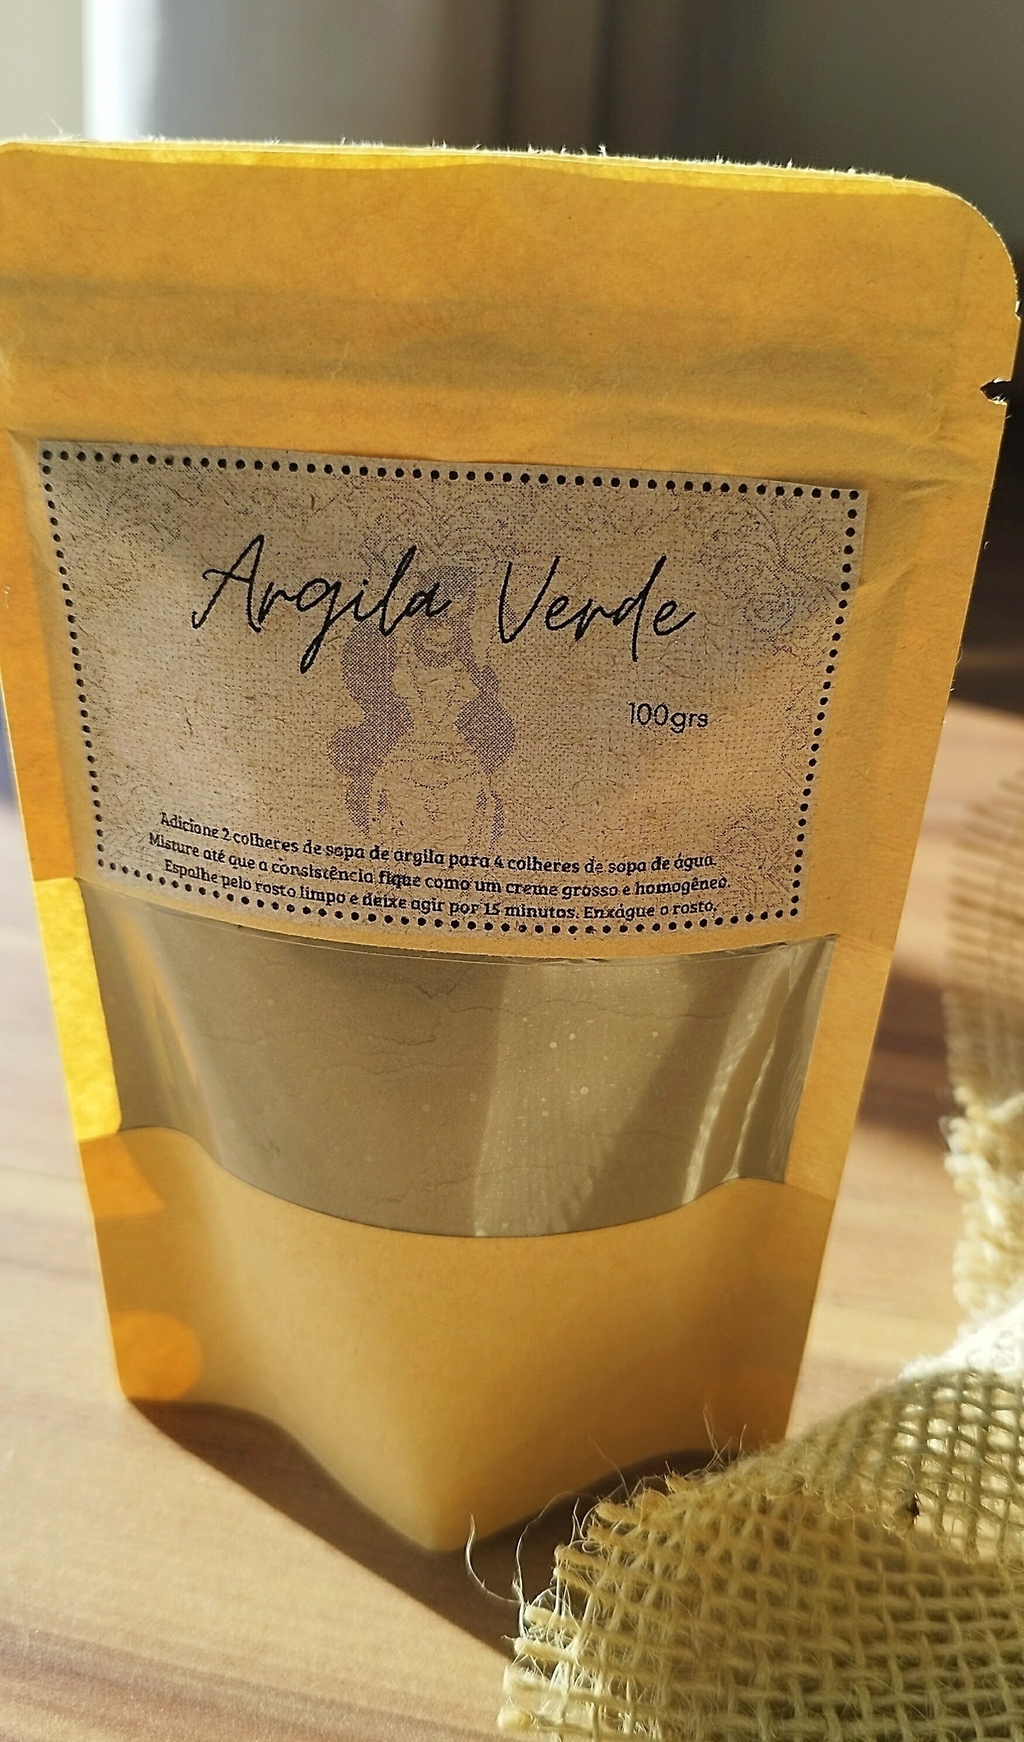 Argila Verde
100grs
Adicione 2 colheres de sopa de argila para 4 colheres de sopa de água.
Misture até que a consistência fique como um creme grosso e homogêneo.
Espalhe pelo rosto limpo e deixe agir por 15 minutos. Enxágue o rosto.